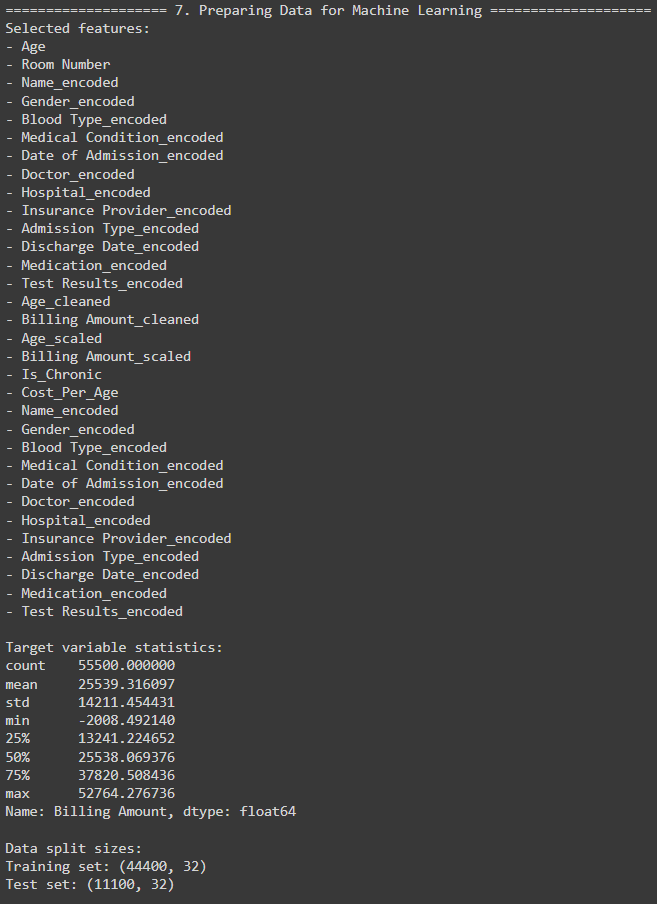 ==================== 7. Preparing Data for Machine Learning ====================
Selected features:
- Age
- Room Number
- Name_encoded
- Gender_encoded
- Blood Type_encoded
- Medical Condition_encoded
- Date of Admission_encoded
- Doctor_encoded
- Hospital_encoded
- Insurance Provider_encoded
- Admission Type_encoded
- Discharge Date_encoded
- Medication_encoded
- Test Results_encoded
- Age_cleaned
- Billing Amount_cleaned
- Age_scaled
- Billing Amount_scaled
- Is_Chronic
- Cost_Per_Age
- Name_encoded
- Gender_encoded
- Blood Type_encoded
- Medical Condition_encoded
- Date of Admission_encoded
- Doctor_encoded
- Hospital_encoded
- Insurance Provider_encoded
- Admission Type_encoded
- Discharge Date_encoded
- Medication_encoded
- Test Results_encoded

Target variable statistics:
count    55500.000000
mean     25539.316097
std      14211.454431
min      -2008.492140
25%      13241.224652
50%      25538.069376
75%      37820.508436
max      52764.276736
Name: Billing Amount, dtype: float64

Data split sizes:
Training set: (44400, 32)
Test set: (11100, 32)